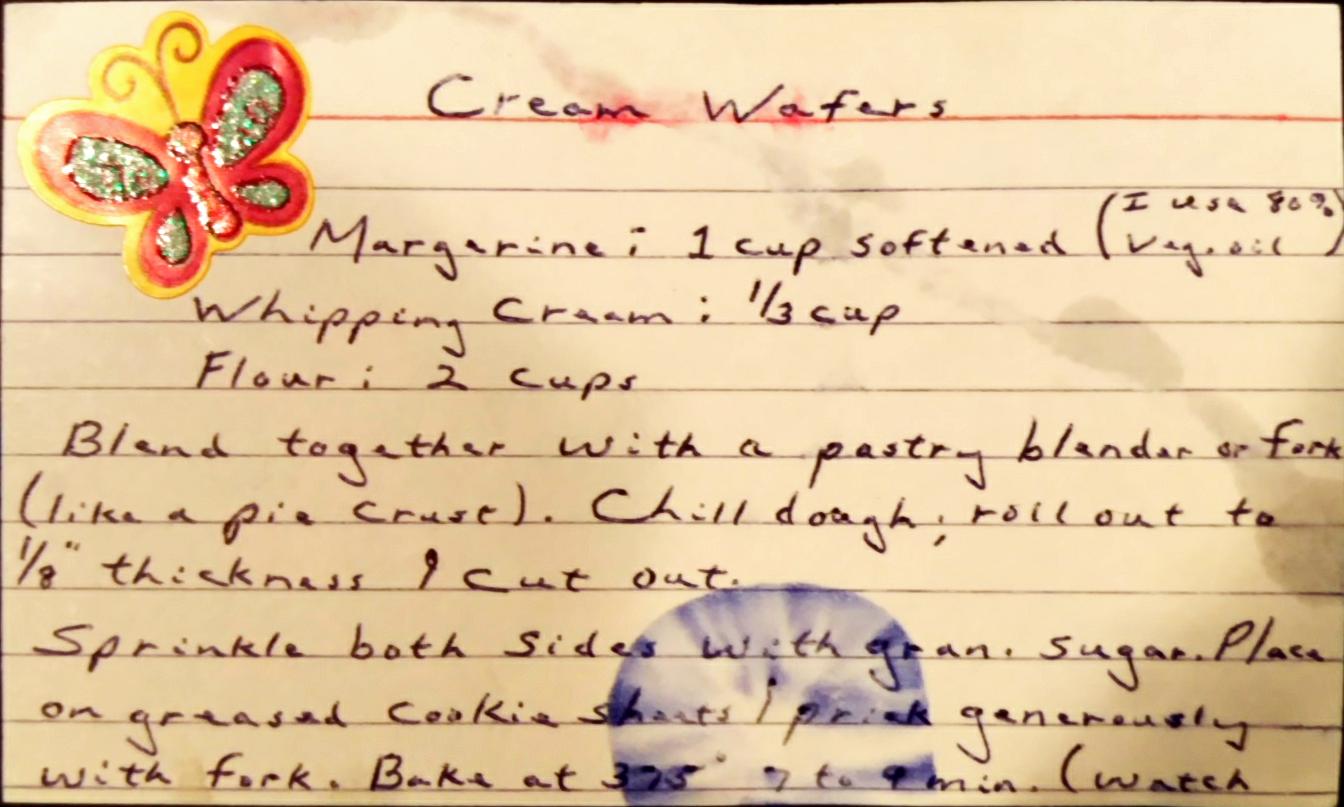 Cream Wafers
Margarine: 1 cup softened (I use 80% Veg. oil)
Whipping Cream: 1/3 cup
Flour: 2 cups
Blend together with a pastry blender or fork
(like a pie crust). Chill dough; roll out to
1/8" thickness & cut out.
Sprinkle both sides with gran. sugar. Place
on greased cookie sheets & prick generously
with fork. Bake at 375° 7 to 9 min. (watch